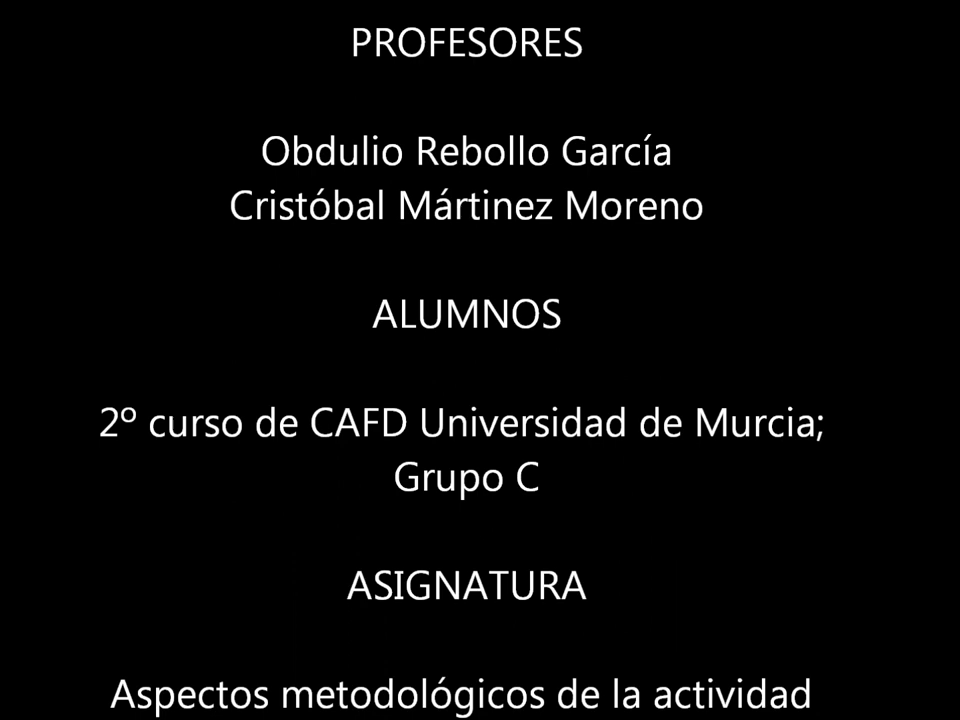 PROFESORES
Obdulio Rebollo García
Cristóbal Mártinez Moreno
ALUMNOS
2º curso de CAFD Universidad de Murcia;
Grupo C
ASIGNATURA
Aspectos metodológicos de la actividad